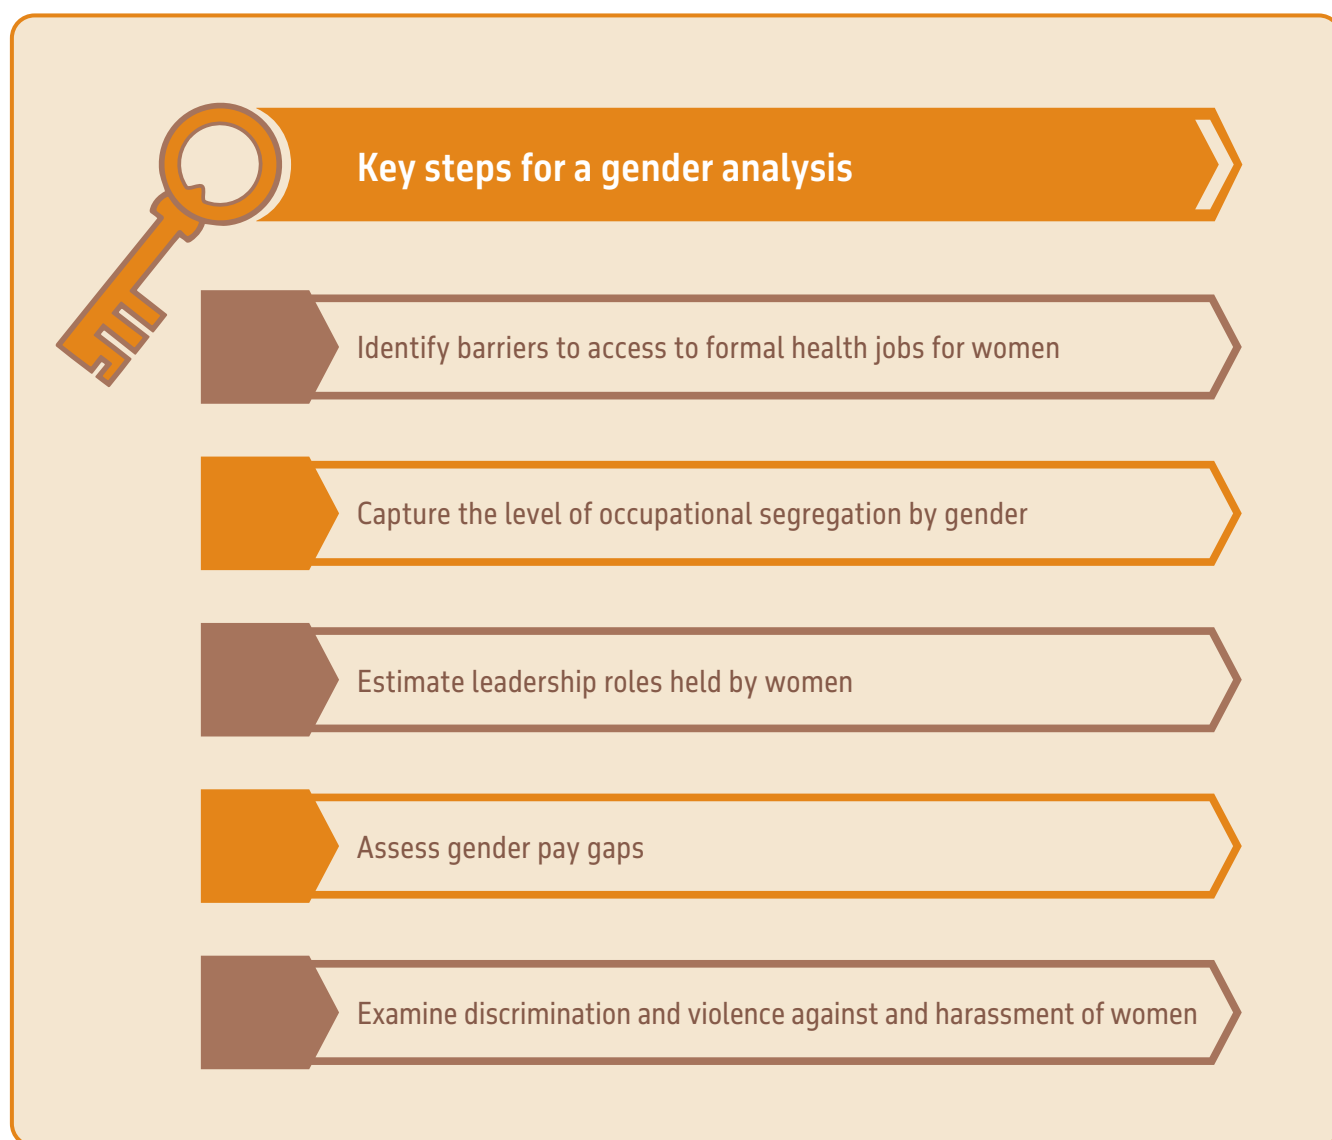 Key steps for a gender analysis
Identify barriers to access to formal health jobs for women
Capture the level of occupational segregation by gender
Estimate leadership roles held by women
Assess gender pay gaps
Examine discrimination and violence against and harassment of women